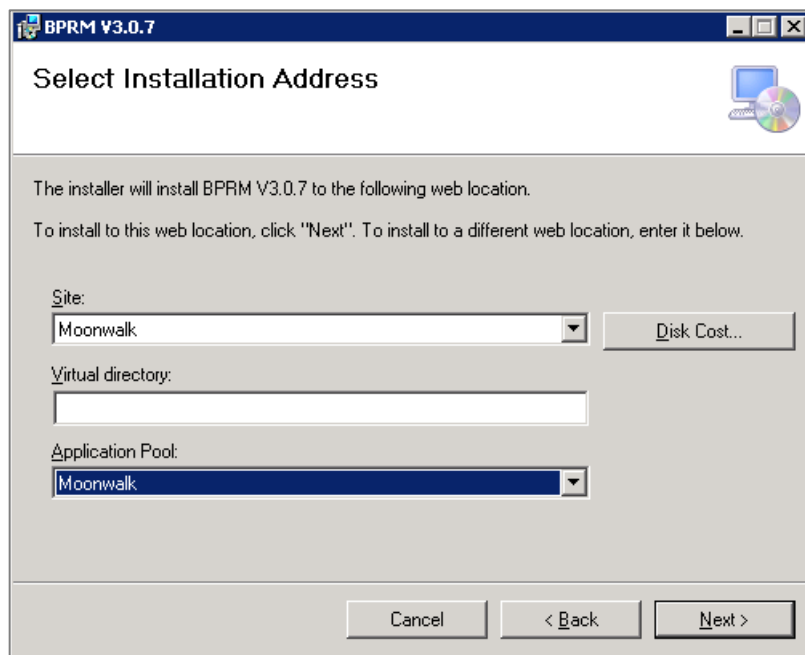 BPRM V3.0.7
Select Installation Address
The installer will install BPRM V3.0.7 to the following web location.
To install to this web location, click "Next". To install to a different web location, enter it below.
Site:
Moonwalk
Disk Cost...
Virtual directory:
Application Pool:
Moonwalk
Cancel
< Back
Next >